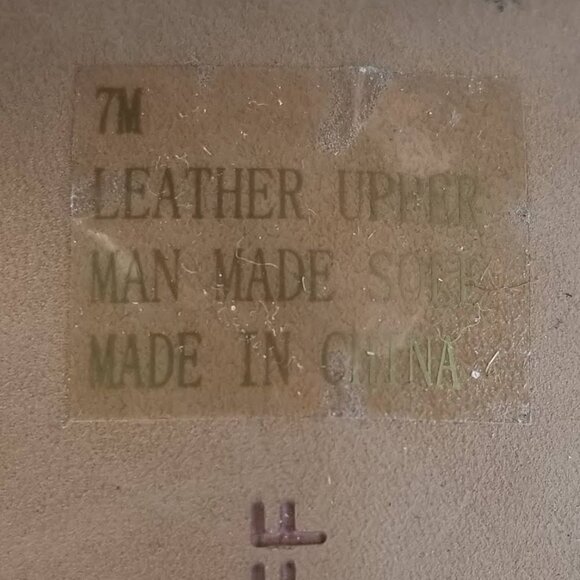 7M
LEATHER UPPER
MAN MADE SOLE
MADE IN CHINA